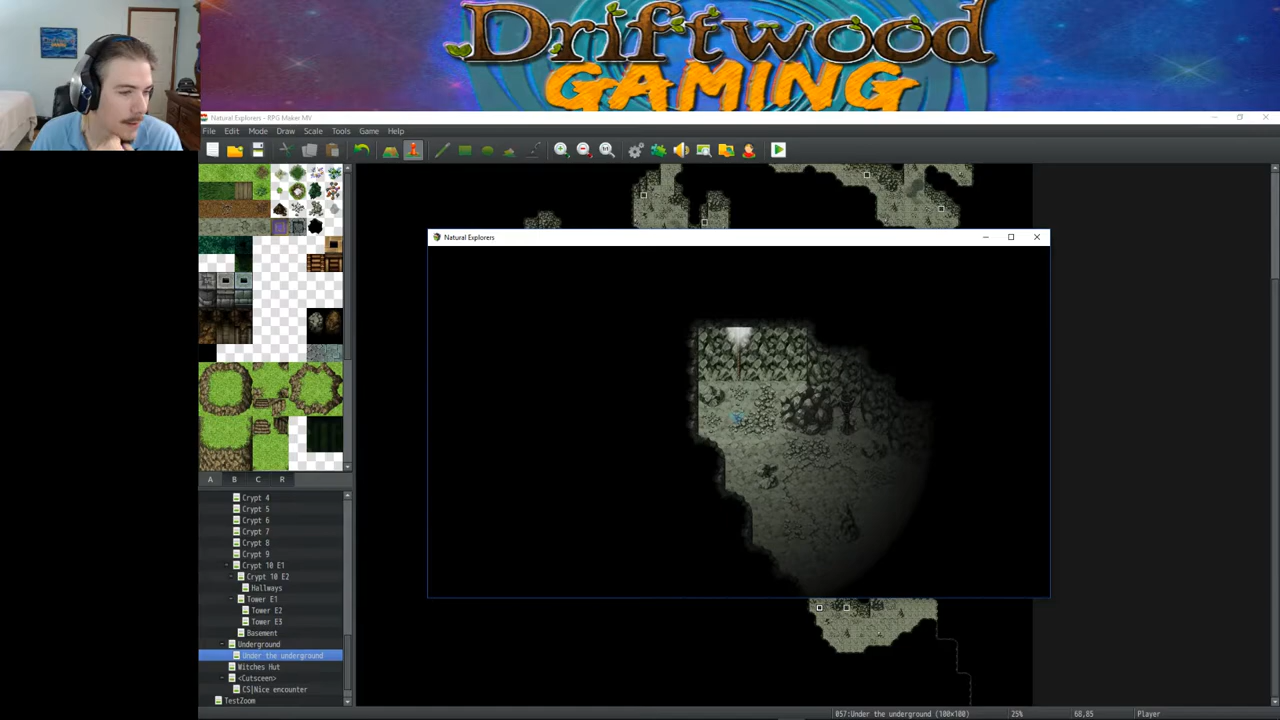 Driftwood
GAMING
Natural Explorers - RPG Maker MV
File Edit Mode Draw Scale Tools Game Help
Natural Explorers
A B C R
Crypt 4
Crypt 5
Crypt 6
Crypt 7
Crypt 8
Crypt 9
Crypt 10 E1
Crypt 10 E2
Hallways
Tower E1
Tower E2
Tower E3
Basement
Underground
Under the underground
Witches Hut
<Cutsceen>
CS|Nice encounter
TestZoom
057:Under the underground (100×100) 25% 68,85 Player